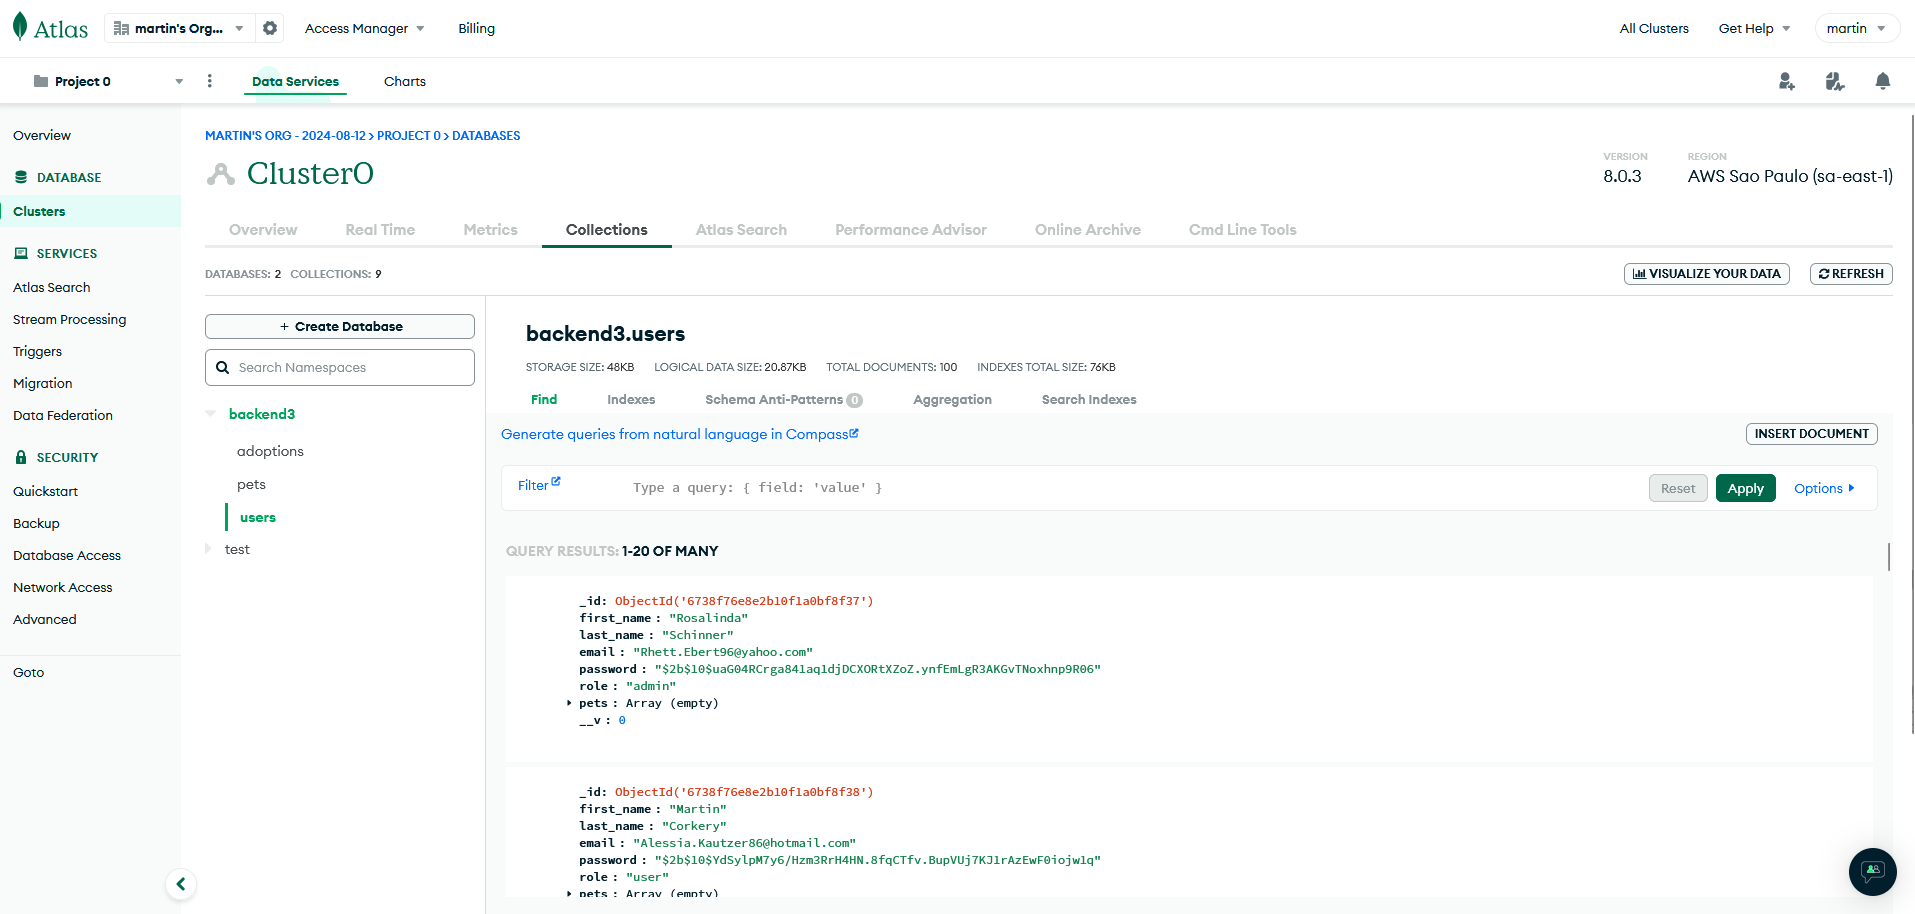 Atlas
martin's Org...
Access Manager
Billing
All Clusters
Get Help
martin
Project 0
Data Services
Charts
Overview
DATABASE
Clusters
SERVICES
Atlas Search
Stream Processing
Triggers
Migration
Data Federation
SECURITY
Quickstart
Backup
Database Access
Network Access
Advanced
Goto
MARTIN'S ORG - 2024-08-12 > PROJECT 0 > DATABASES
Cluster0
VERSION
8.0.3
REGION
AWS Sao Paulo (sa-east-1)
Overview
Real Time
Metrics
Collections
Atlas Search
Performance Advisor
Online Archive
Cmd Line Tools
DATABASES: 2 COLLECTIONS: 9
VISUALIZE YOUR DATA
REFRESH
+ Create Database
Search Namespaces
backend3
adoptions
pets
users
test
backend3.users
STORAGE SIZE: 48KB LOGICAL DATA SIZE: 20.87KB TOTAL DOCUMENTS: 100 INDEXES TOTAL SIZE: 76KB
Find
Indexes
Schema Anti-Patterns 0
Aggregation
Search Indexes
Generate queries from natural language in Compass
INSERT DOCUMENT
Filter
Type a query: { field: 'value' }
Reset
Apply
Options
QUERY RESULTS: 1-20 OF MANY
_id: ObjectId('6738f76e8e2b10f1a0bf8f37')
first_name : "Rosalinda"
last_name : "Schinner"
email : "Rhett.Ebert96@yahoo.com"
password : "$2b$10$uaG04RCrga841aq1djDCXORtXZoZ.ynfEmLgR3AKGvTNoxhnp9R06"
role : "admin"
pets : Array (empty)
__v : 0
_id: ObjectId('6738f76e8e2b10f1a0bf8f38')
first_name : "Martin"
last_name : "Corkery"
email : "Alessia.Kautzer86@hotmail.com"
password : "$2b$10$YdSylpM7y6/Hzm3RrH4HN.8fqCTfv.BupVUj7KJ1rAzEwF0iojw1q"
role : "user"
pets : Array (empty)